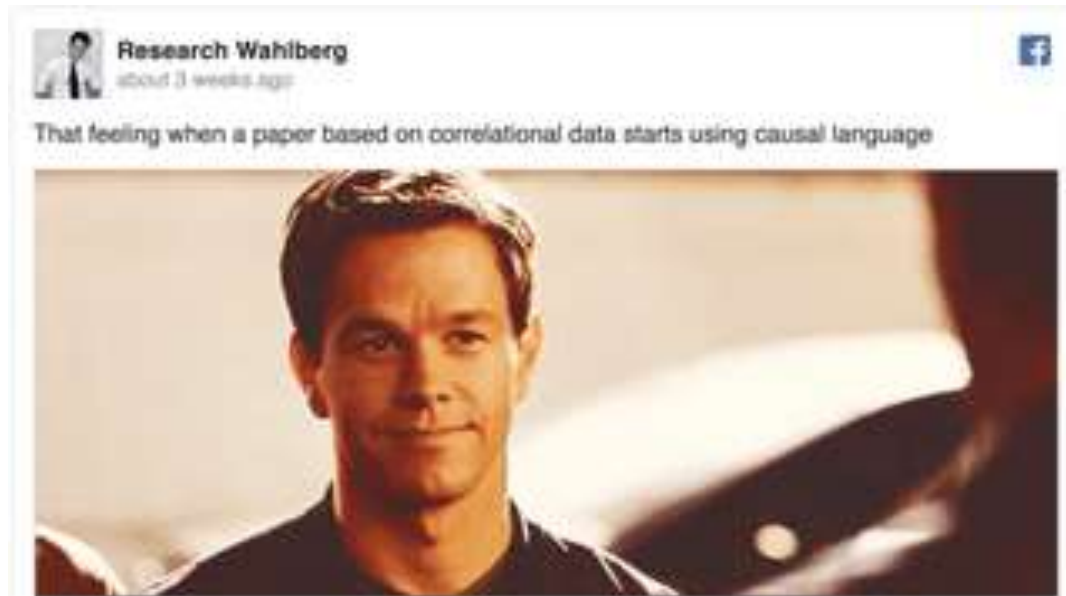 Research Wahlberg
about 3 weeks ago
That feeling when a paper based on correlational data starts using causal language